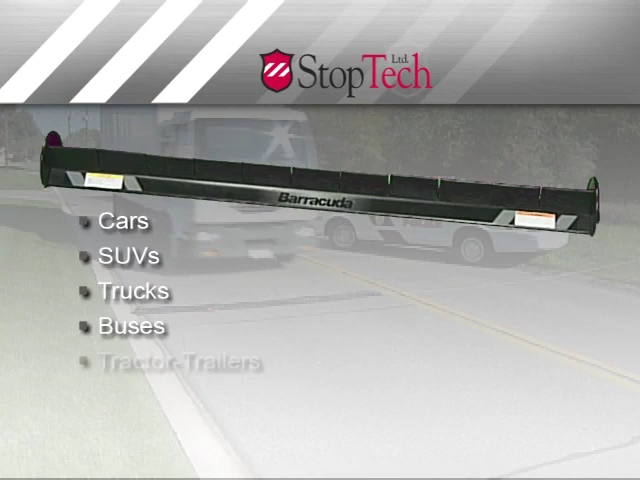 StopTech Ltd.
Barracuda
Cars
SUVs
Trucks
Buses
Tractor-Trailers